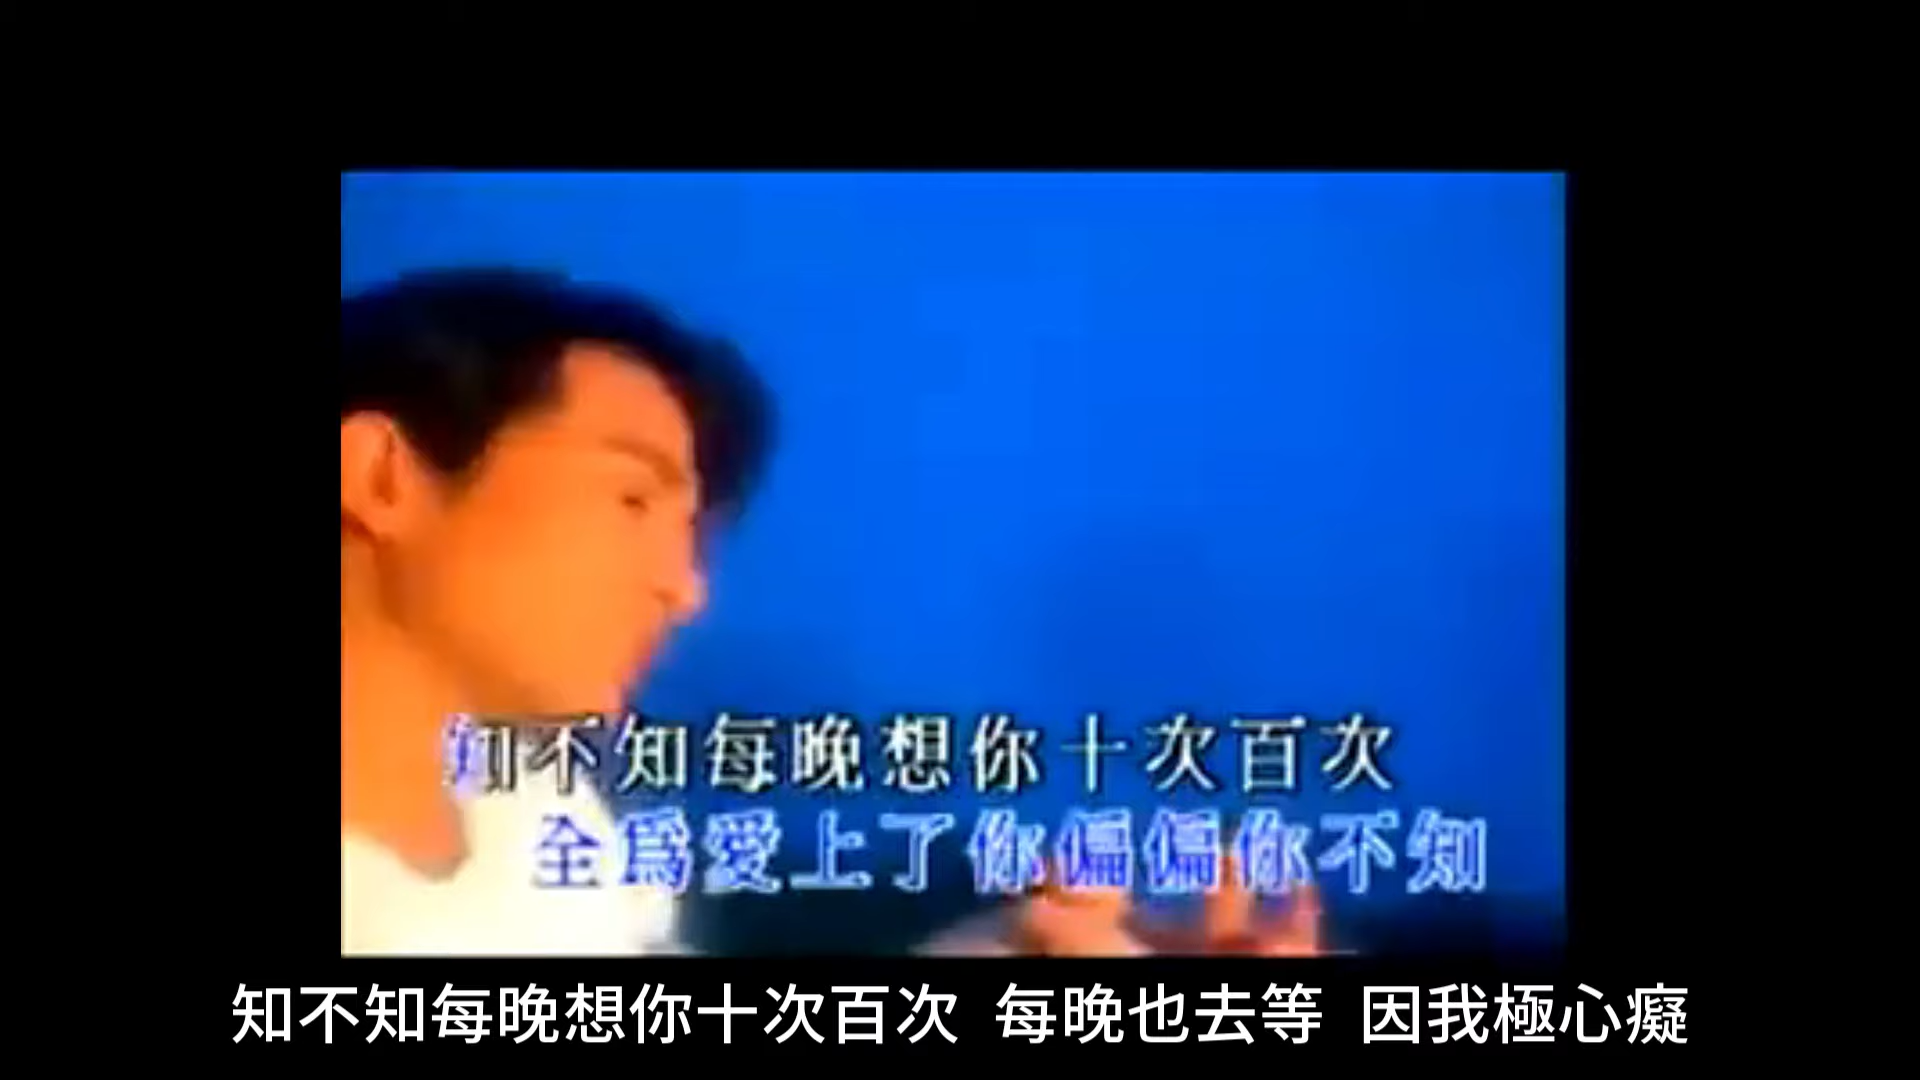 知不知每晚想你十次百次
全爲愛上了你偏偏你不知
知不知每晚想你十次百次 每晚也去等 因我極心癡